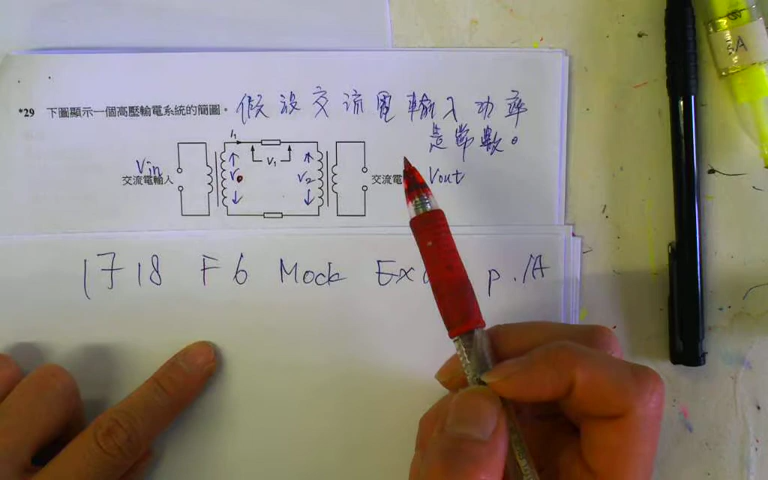 *29 下圖顯示一個高壓輸電系統的簡圖。 假設交流電輸入功率
是常數。
I₁
Vin V₀ V₁ V₂ Vout
交流電輸入 交流電
1718 F6 Mock Ex p.1A
A